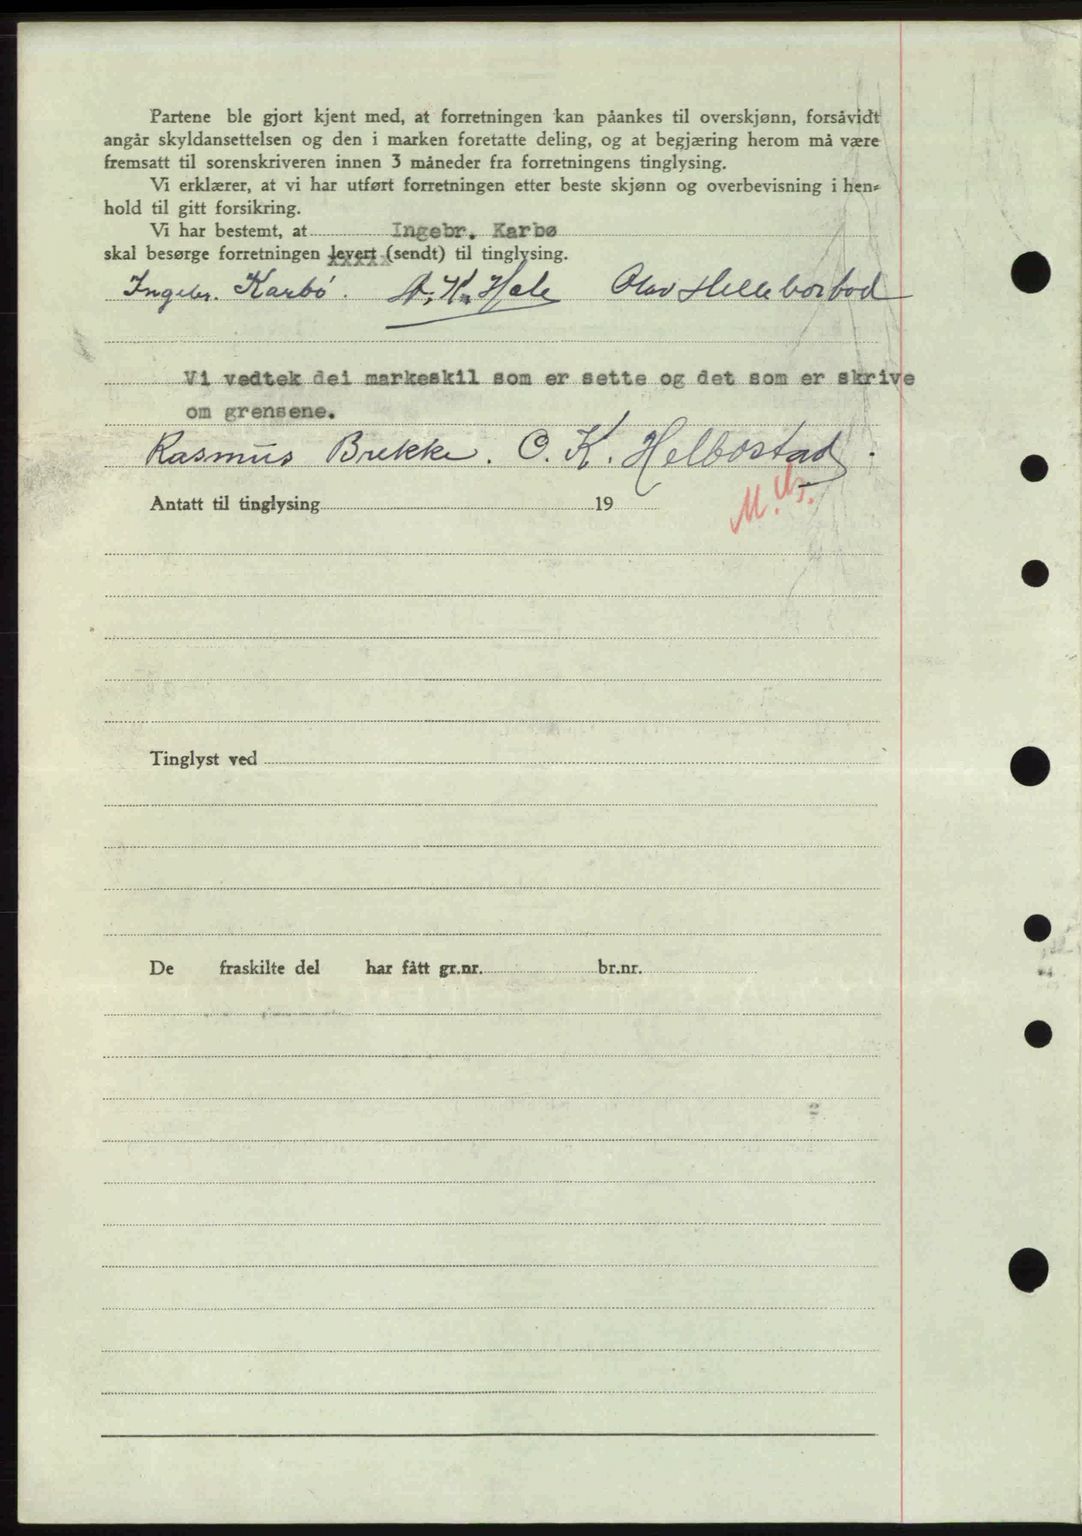 Partene ble gjort kjent med, at forretningen kan påankes til overskjønn, forsåvidt
angår skyldansettelsen og den i marken foretatte deling, og at begjæring herom må være
fremsatt til sorenskriveren innen 3 måneder fra forretningens tinglysing.
Vi erklærer, at vi har utført forretningen etter beste skjønn og overbevisning i hen-
hold til gitt forsikring.
Vi har bestemt, at Ingebr. Karbø
skal besørge forretningen levert (sendt) til tinglysing.
Ingebr. Karbø. A. K. Hale Olav Helleborbod
Vi vedtek dei markeskil som er sette og det som er skrive
om grensene.
Rasmus Brekke. O. K. Helbostad.
Antatt til tinglysing 19
Tinglyst ved
De fraskilte del har fått gr.nr. br.nr.